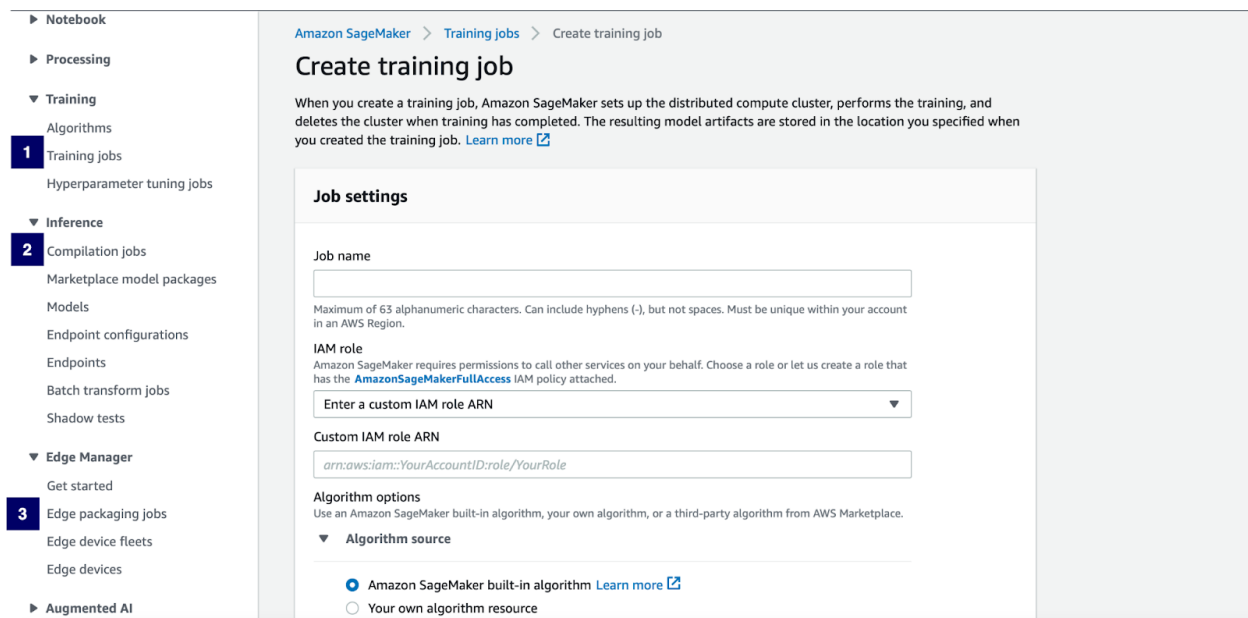 Notebook
Processing
Training
Algorithms
1
Training jobs
Hyperparameter tuning jobs
Inference
2
Compilation jobs
Marketplace model packages
Models
Endpoint configurations
Endpoints
Batch transform jobs
Shadow tests
Edge Manager
Get started
3
Edge packaging jobs
Edge device fleets
Edge devices
Augmented AI
Amazon SageMaker > Training jobs > Create training job
Create training job
When you create a training job, Amazon SageMaker sets up the distributed compute cluster, performs the training, and
deletes the cluster when training has completed. The resulting model artifacts are stored in the location you specified when
you created the training job. Learn more
Job settings
Job name
Maximum of 63 alphanumeric characters. Can include hyphens (-), but not spaces. Must be unique within your account
in an AWS Region.
IAM role
Amazon SageMaker requires permissions to call other services on your behalf. Choose a role or let us create a role that
has the AmazonSageMakerFullAccess IAM policy attached.
Enter a custom IAM role ARN
Custom IAM role ARN
arn:aws:iam::YourAccountID:role/YourRole
Algorithm options
Use an Amazon SageMaker built-in algorithm, your own algorithm, or a third-party algorithm from AWS Marketplace.
Algorithm source
Amazon SageMaker built-in algorithm Learn more
Your own algorithm resource